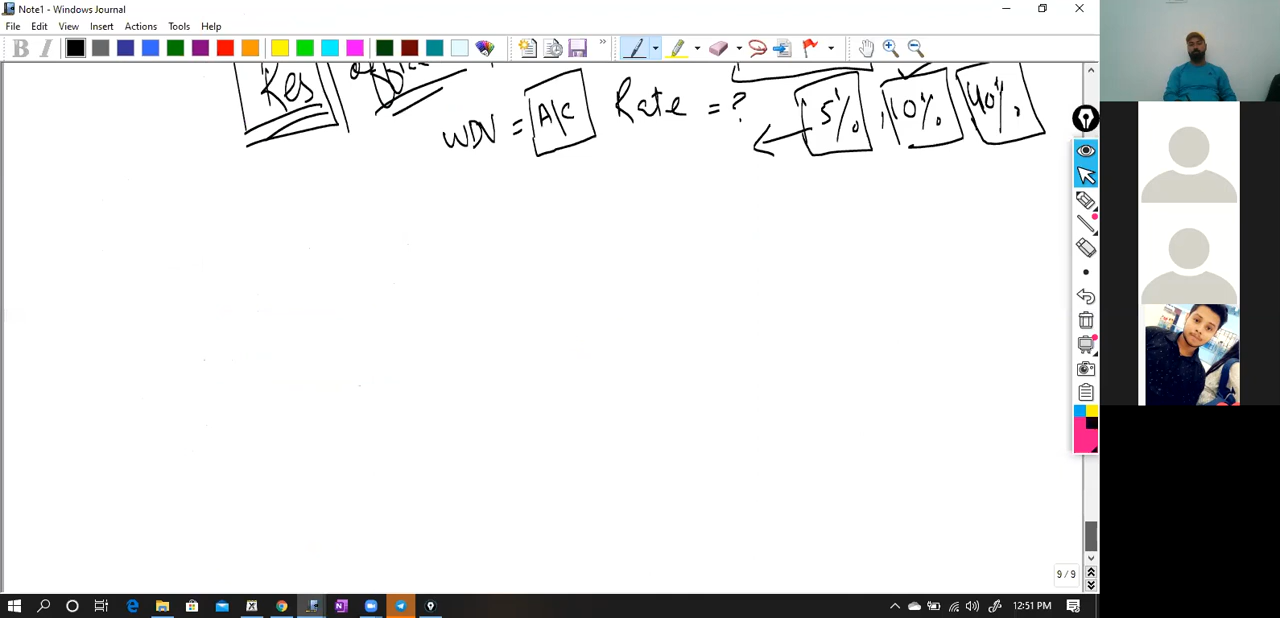 Note1 - Windows Journal
File Edit View Insert Actions Tools Help
B I
Res office
WDV = A/C Rate = ? 5%, 10%, 40%
9 / 9
12:51 PM